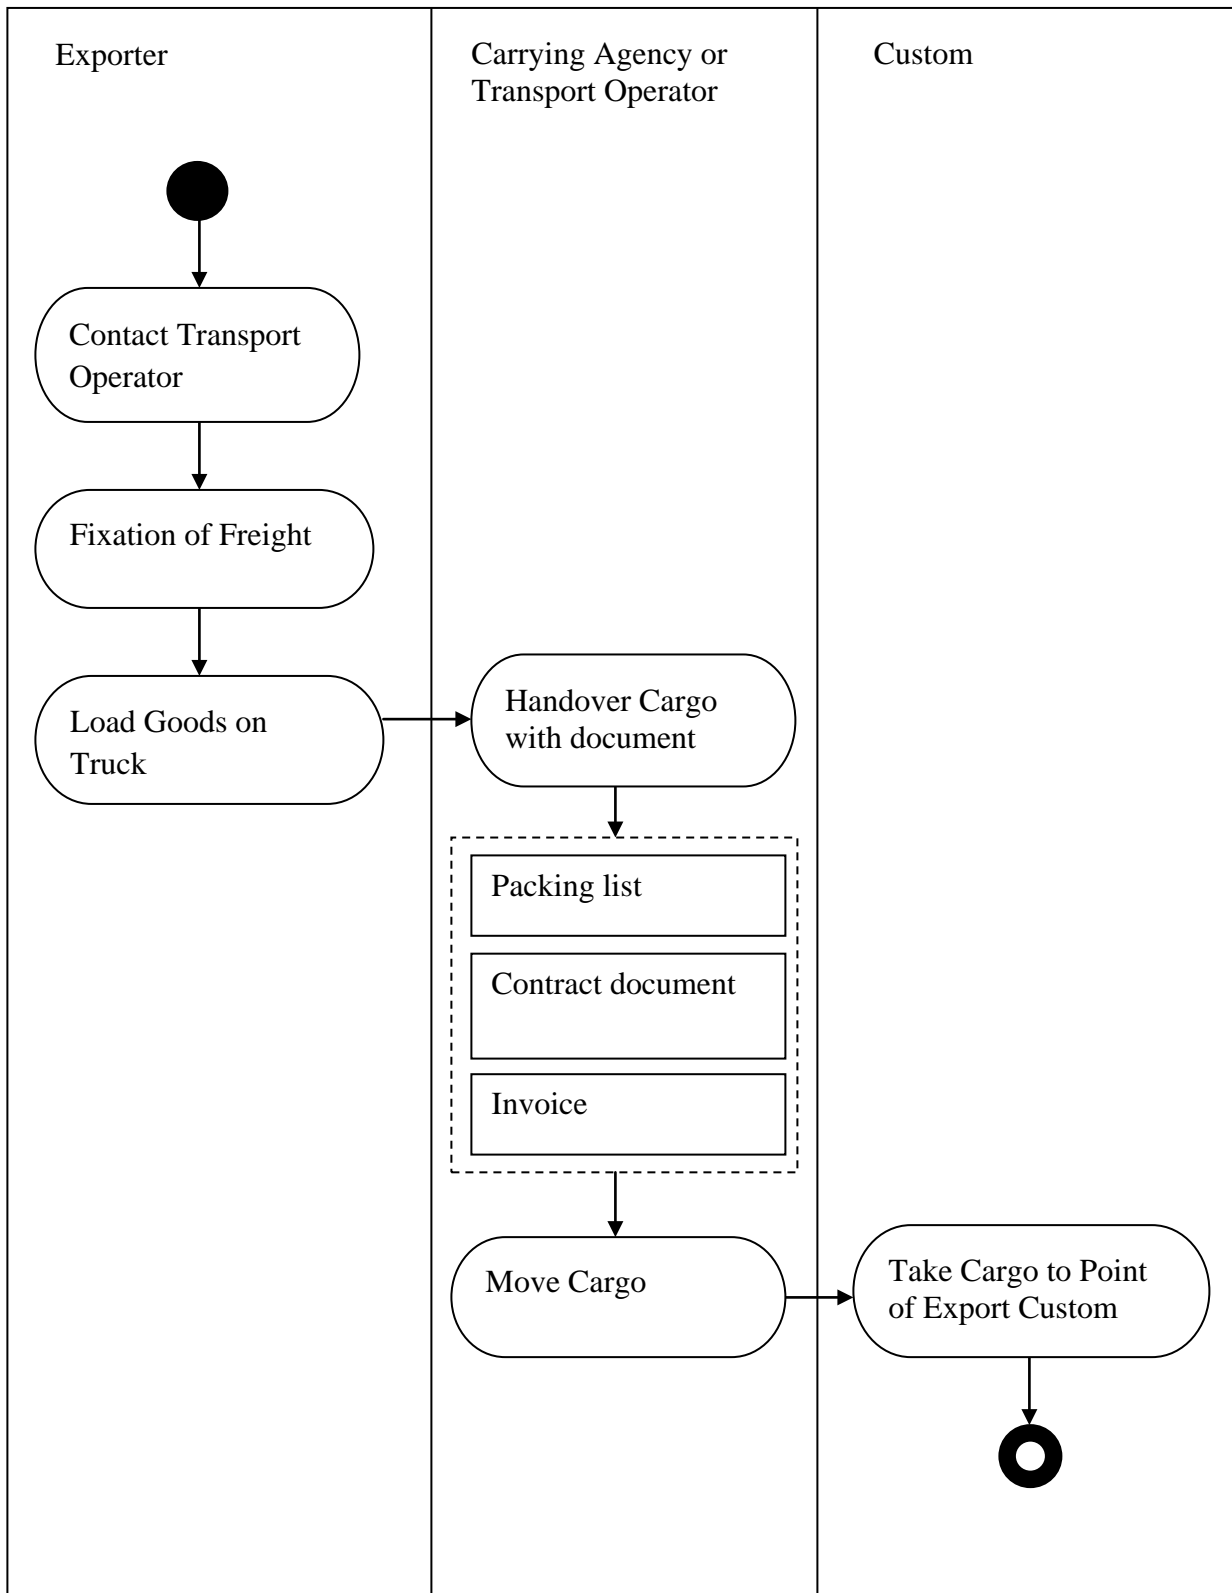 Exporter
Carrying Agency or
Transport Operator
Custom
Contact Transport
Operator
Fixation of Freight
Load Goods on
Truck
Handover Cargo
with document
Packing list
Contract document
Invoice
Move Cargo
Take Cargo to Point
of Export Custom